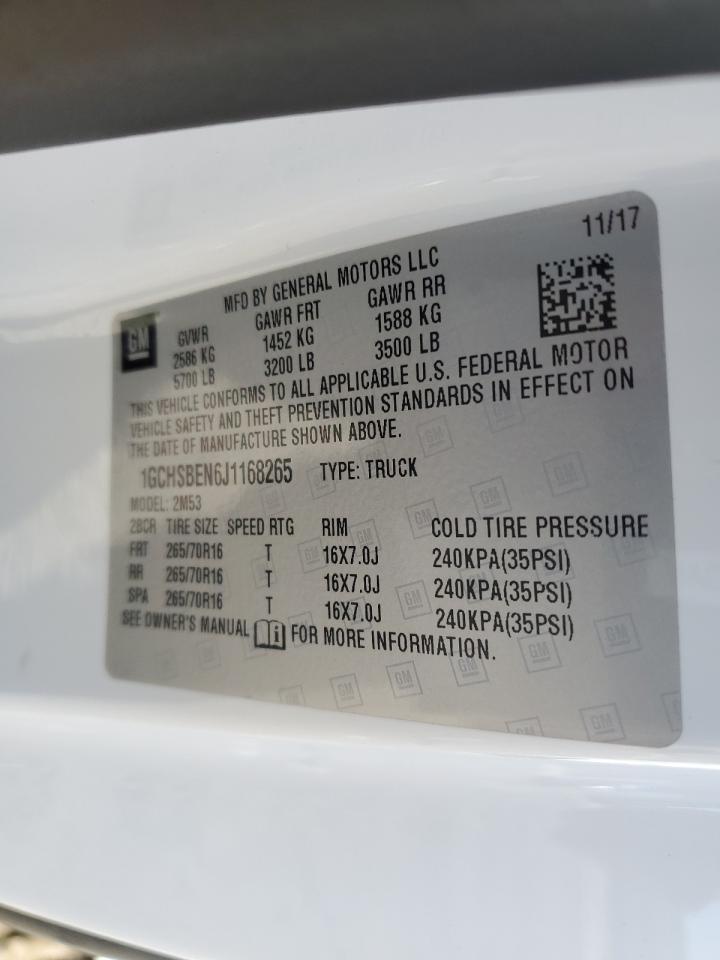 11/17
MFD BY GENERAL MOTORS LLC
GM
GVWR GAWR FRT GAWR RR
2586 KG 1452 KG 1588 KG
5700 LB 3200 LB 3500 LB
THIS VEHICLE CONFORMS TO ALL APPLICABLE U.S. FEDERAL MOTOR
VEHICLE SAFETY AND THEFT PREVENTION STANDARDS IN EFFECT ON
THE DATE OF MANUFACTURE SHOWN ABOVE.
1GCHSBEN6J1168265 TYPE: TRUCK
MODEL: 2M53
2BCR TIRE SIZE SPEED RTG RIM COLD TIRE PRESSURE
FRT 265/70R16 T 16X7.0J 240KPA(35PSI)
RR 265/70R16 T 16X7.0J 240KPA(35PSI)
SPA 265/70R16 T 16X7.0J 240KPA(35PSI)
SEE OWNER'S MANUAL FOR MORE INFORMATION.